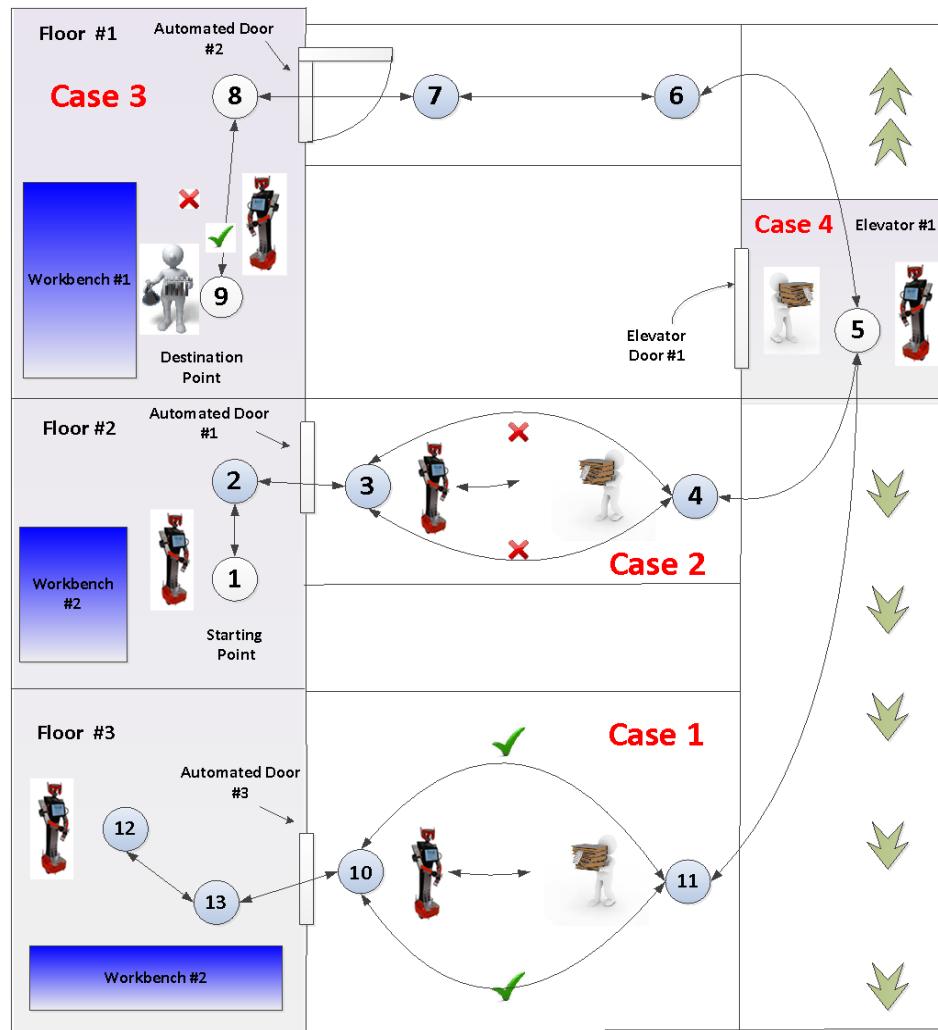 Floor #1
Automated Door
#2
Case 3
8
7
6
Workbench #1
9
Destination
Point
Case 4
Elevator #1
5
Elevator
Door #1
Floor #2
Automated Door
#1
2
3
4
Workbench
#2
1
Case 2
Starting
Point
Floor #3
Case 1
Automated Door
#3
12
13
10
11
Workbench #2